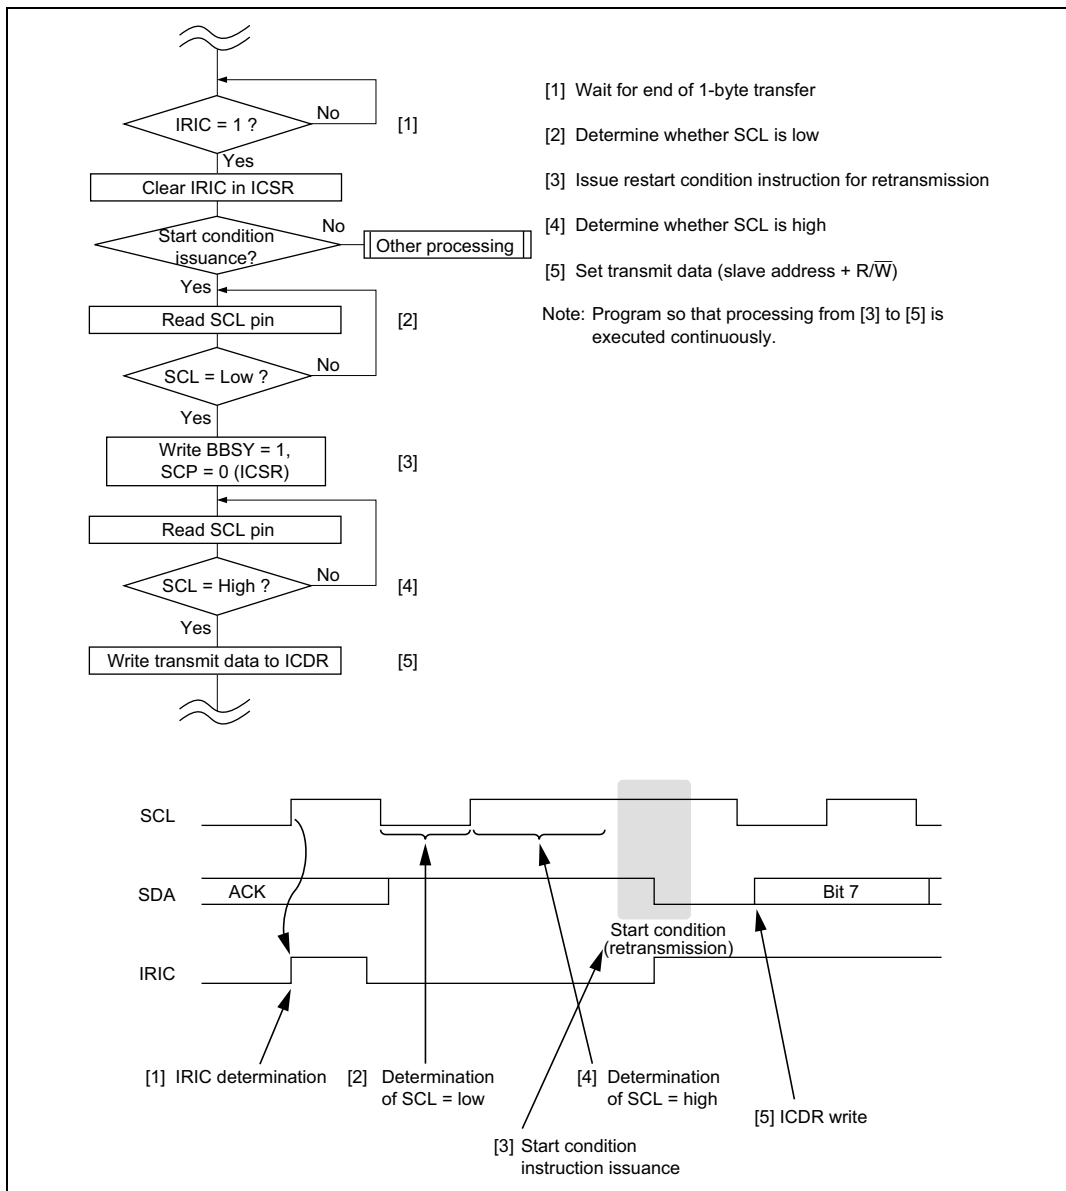 IRIC = 1 ?
No
[1]
Yes
Clear IRIC in ICSR
Start condition
issuance?
No
Other processing
Yes
Read SCL pin
[2]
SCL = Low ?
No
Yes
Write BBSY = 1,
SCP = 0 (ICSR)
[3]
Read SCL pin
SCL = High ?
No
[4]
Yes
Write transmit data to ICDR
[5]
[1] Wait for end of 1-byte transfer
[2] Determine whether SCL is low
[3] Issue restart condition instruction for retransmission
[4] Determine whether SCL is high
[5] Set transmit data (slave address + R/W̅)
Note: Program so that processing from [3] to [5] is
executed continuously.
SCL
SDA
ACK
Bit 7
Start condition
(retransmission)
IRIC
[1] IRIC determination
[2] Determination
of SCL = low
[4] Determination
of SCL = high
[5] ICDR write
[3] Start condition
instruction issuance